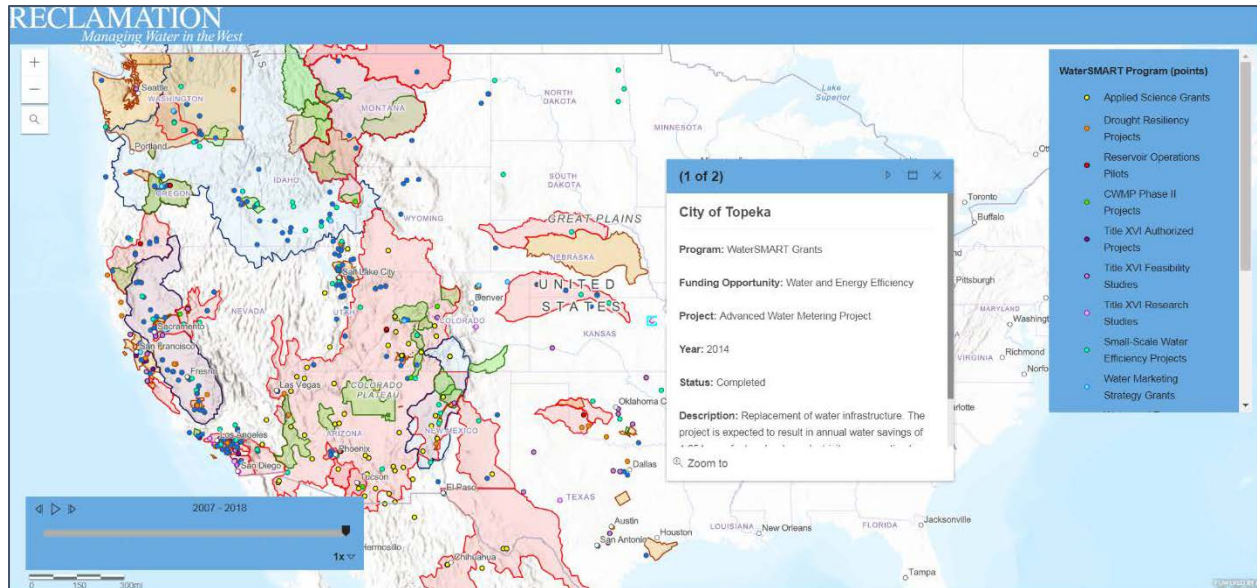 RECLAMATION
Managing Water in the West
+
−
Seattle
WASHINGTON
Portland
OREGON
IDAHO
MONTANA
NORTH
DAKOTA
MINNESOTA
Lake
Superior
SOUTH
DAKOTA
WYOMING
GREAT PLAINS
NEBRASKA
UNITED
STATES
Salt Lake City
NEVADA
UTAH
Denver
COLORADO
KANSAS
Sacramento
San Francisco
Fresno
Las Vegas
COLORADO
PLATEAU
Los Angeles
San Diego
ARIZONA
Phoenix
Tucson
NEW MEXICO
El Paso
Oklahoma C
Dallas
TEXAS
Austin
San Antonio
Houston
LOUISIANA
New Orleans
FLORIDA
Jacksonville
Tampa
Hermosillo
Chihuahua
Toronto
Buffalo
Pittsburgh
MARYLAND
Washing
VIRGINIA
Richmond
Norfo
arlotte
(1 of 2)
City of Topeka
Program: WaterSMART Grants
Funding Opportunity: Water and Energy Efficiency
Project: Advanced Water Metering Project
Year: 2014
Status: Completed
Description: Replacement of water infrastructure. The
project is expected to result in annual water savings of
Zoom to
WaterSMART Program (points)
Applied Science Grants
Drought Resiliency
Projects
Reservoir Operations
Pilots
CWMP Phase II
Projects
Title XVI Authorized
Projects
Title XVI Feasibility
Studies
Title XVI Research
Studies
Small-Scale Water
Efficiency Projects
Water Marketing
Strategy Grants
2007 - 2018
1x
0 150 300mi